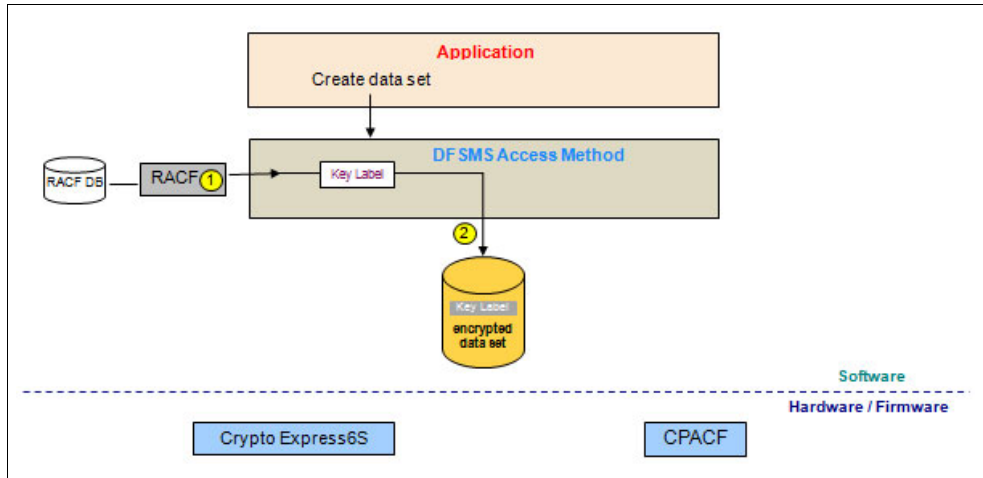 Application
Create data set
DFSMS Access Method
RACF DB
RACF 1
Key Label
2
Key Label
encrypted
data set
Software
Hardware / Firmware
Crypto Express6S
CPACF